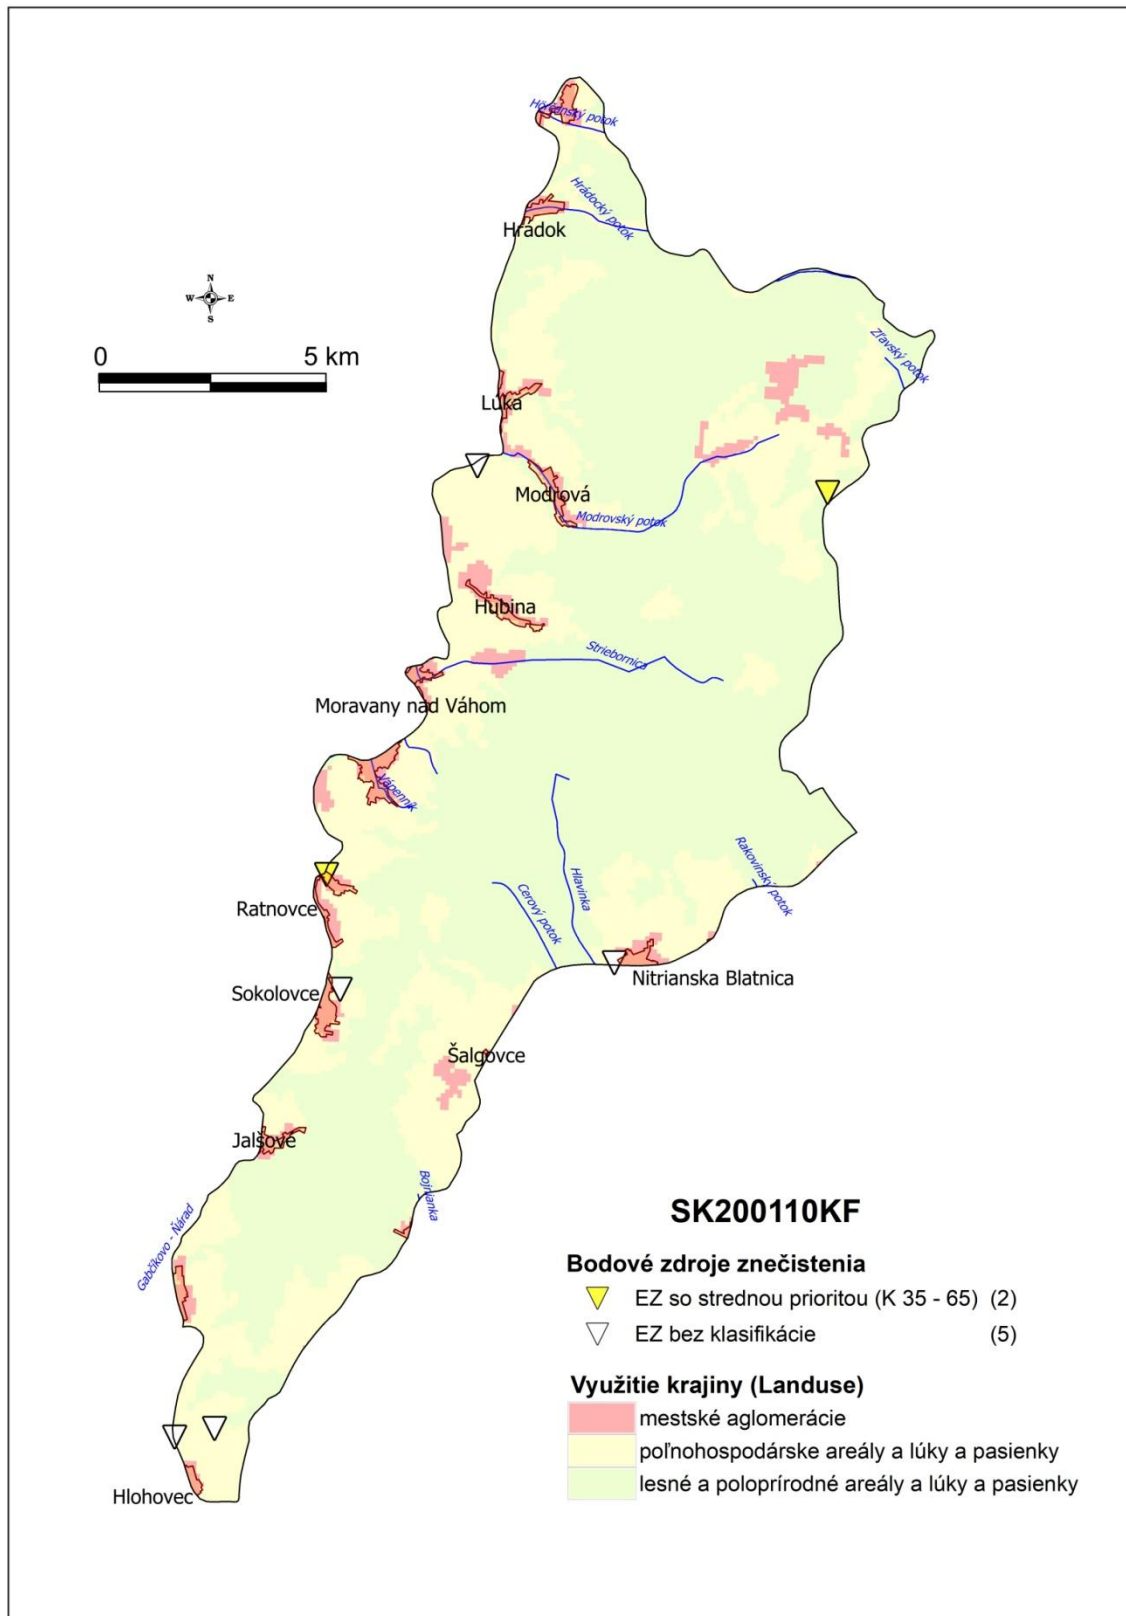 Hôrčanský potok
Hrádocký potok
Hrádok
N
W E
S
0 5 km
Zľavský potok
Lúka
Modrová
Modrovský potok
Hubina
Striebornica
Moravany nad Váhom
Vápenník
Hlavinka
Rakovinský potok
Cerový potok
Ratnovce
Nitrianska Blatnica
Sokolovce
Šalgovce
Jalšové
Bojnianka
Gabčíkovo - Ňárad
SK200110KF
Bodové zdroje znečistenia
EZ so strednou prioritou (K 35 - 65) (2)
EZ bez klasifikácie (5)
Využitie krajiny (Landuse)
mestské aglomerácie
poľnohospodárske areály a lúky a pasienky
lesné a poloprírodné areály a lúky a pasienky
Hlohovec